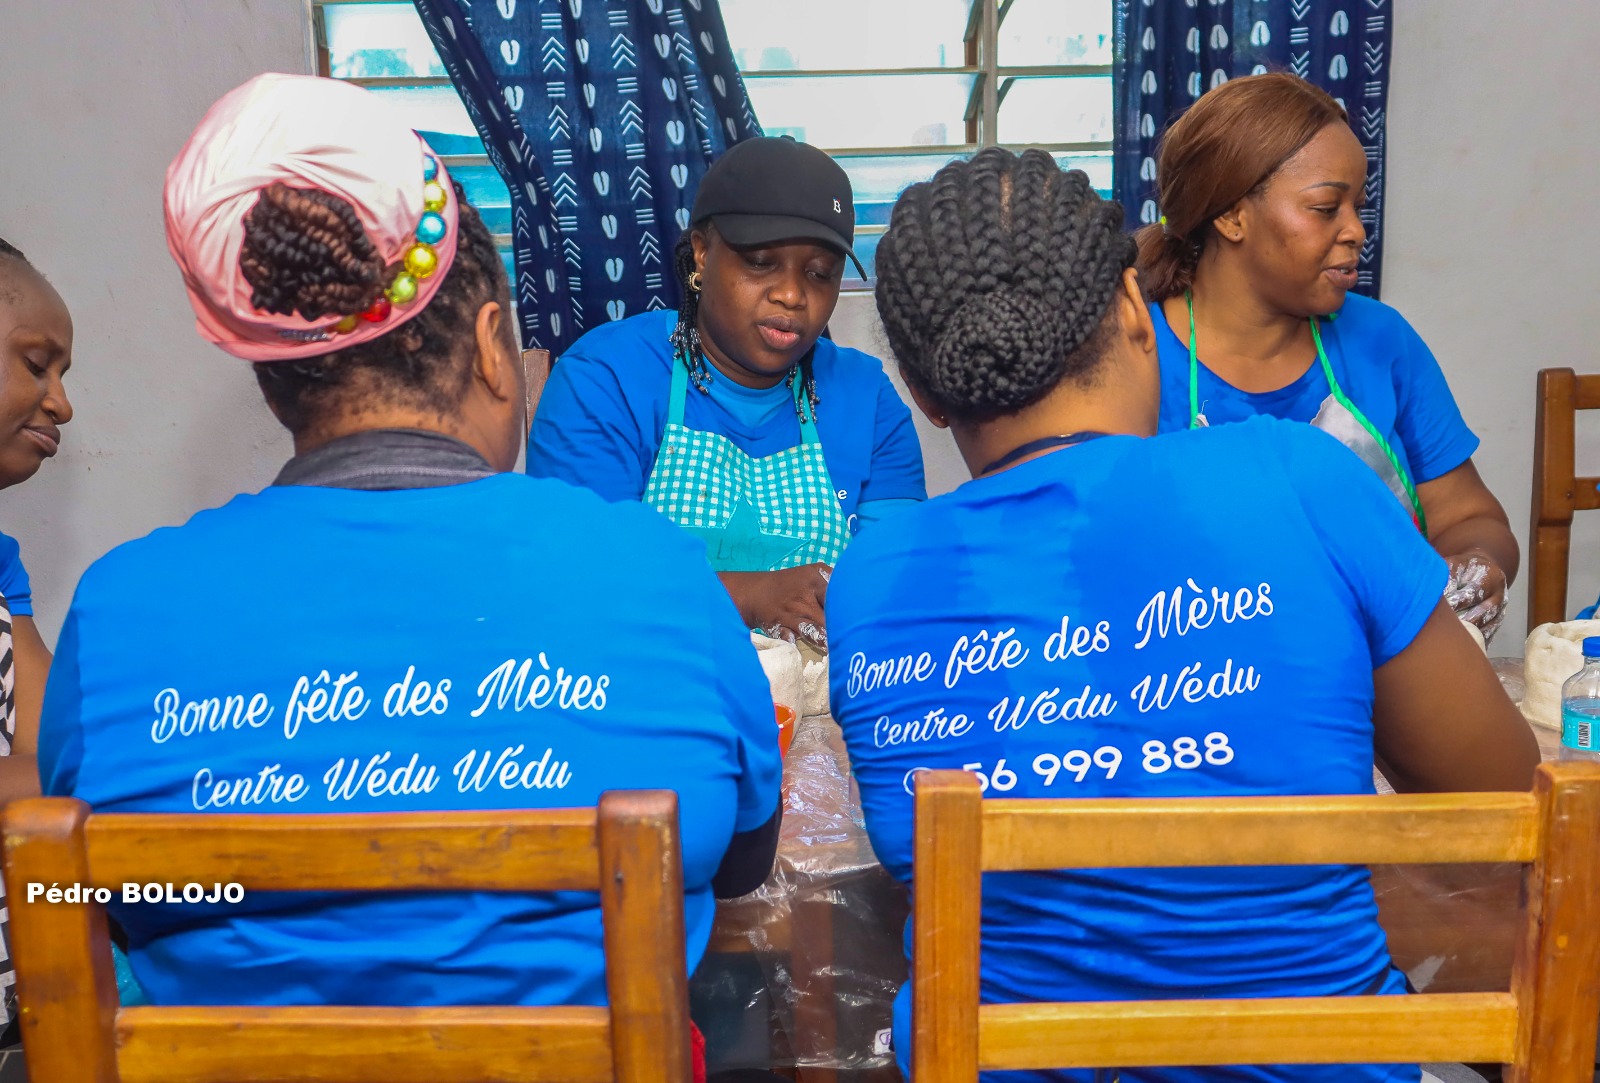 B
e
Bonne fête des Mères
Centre Wédu Wédu
Bonne fête des Mères
Centre Wédu Wédu
56 999 888
Pédro BOLOJO